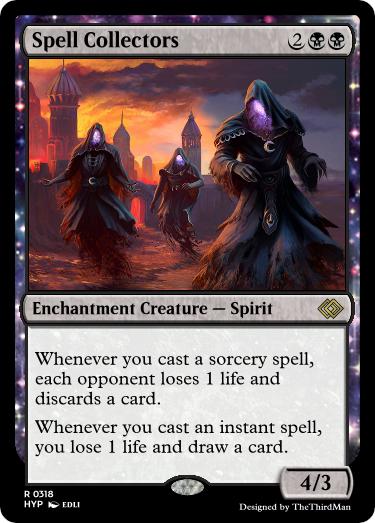 Spell Collectors 2
Enchantment Creature — Spirit
Whenever you cast a sorcery spell,
each opponent loses 1 life and
discards a card.
Whenever you cast an instant spell,
you lose 1 life and draw a card.
4/3
R 0318
HYP EDLI
Designed by TheThirdMan